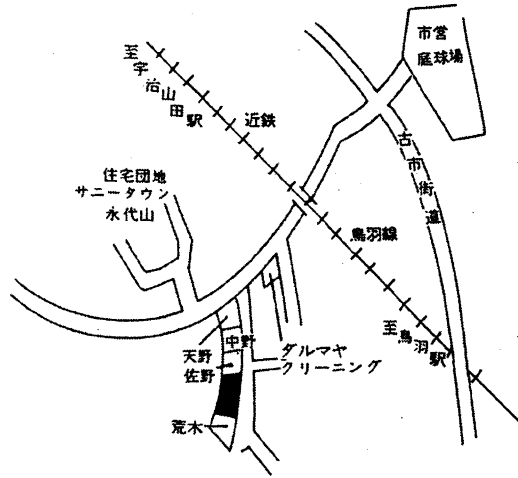 市営
庭球場
至宇治山田駅
近鉄
古市街道
住宅団地
サニータウン
永代山
鳥羽線
至鳥羽駅
中野
天野
佐野
ダルマヤ
クリーニング
荒木